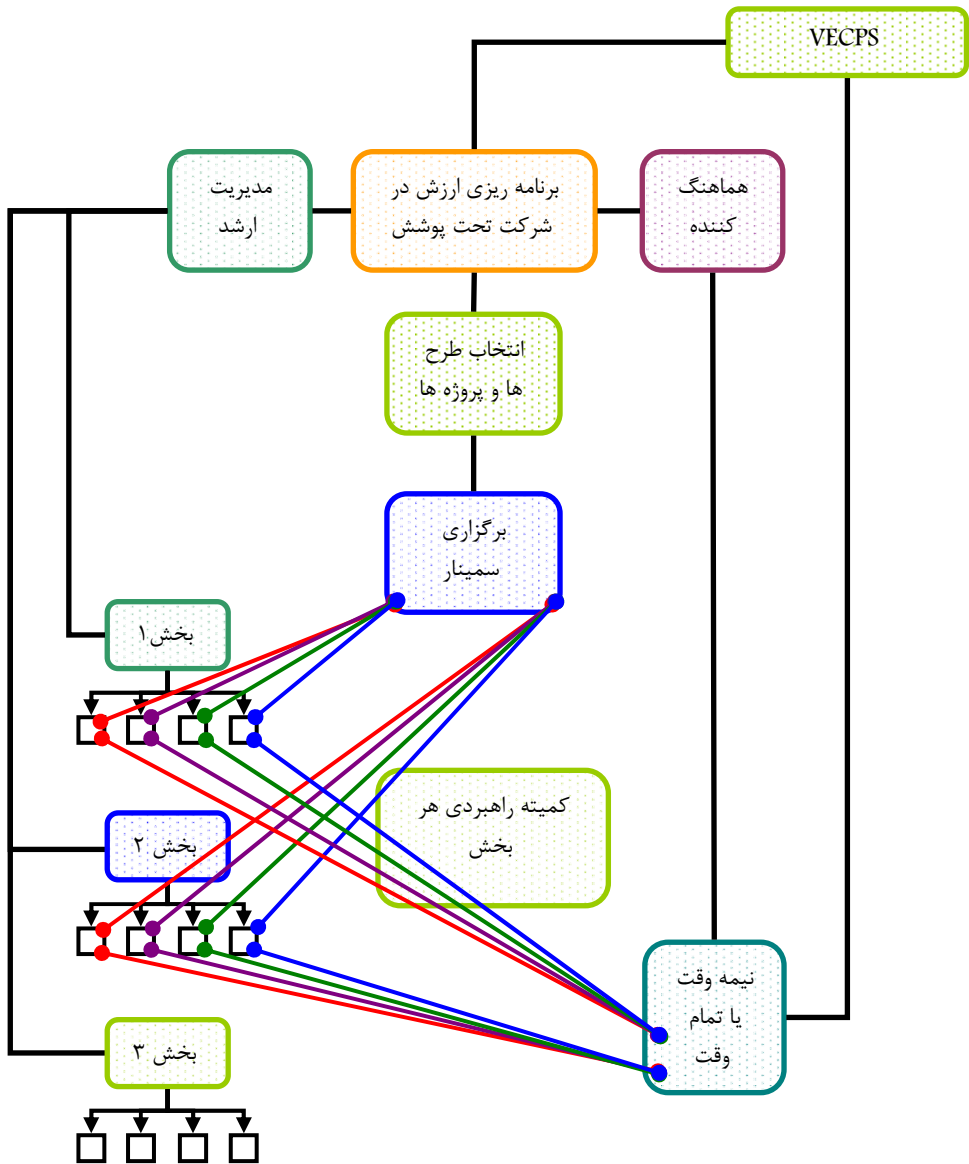 VECPS
هماهنگ
کننده
برنامه ریزی ارزش در
شرکت تحت پوشش
مدیریت
ارشد
انتخاب طرح
ها و پروژه ها
برگزاری
سمینار
بخش۱
کمیته راهبردی هر
بخش
بخش ۲
نیمه وقت
یا تمام
وقت
بخش ۳